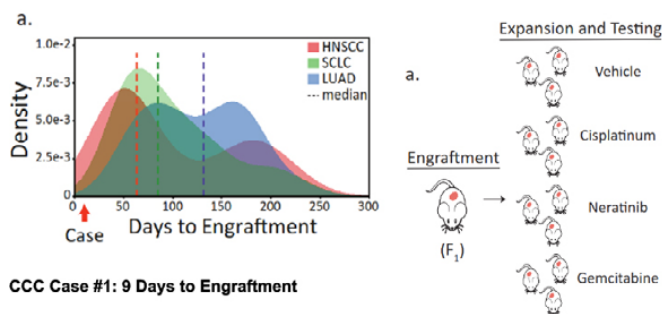 a.
1.0e-2
7.5e-3
5.0e-3
2.5e-3
0
Density
HNSCC
SCLC
LUAD
median
0 50 100 150 200 250 300
Case
Days to Engraftment
CCC Case #1: 9 Days to Engraftment
a.
Engraftment
(F1)
Expansion and Testing
Vehicle
Cisplatinum
Neratinib
Gemcitabine